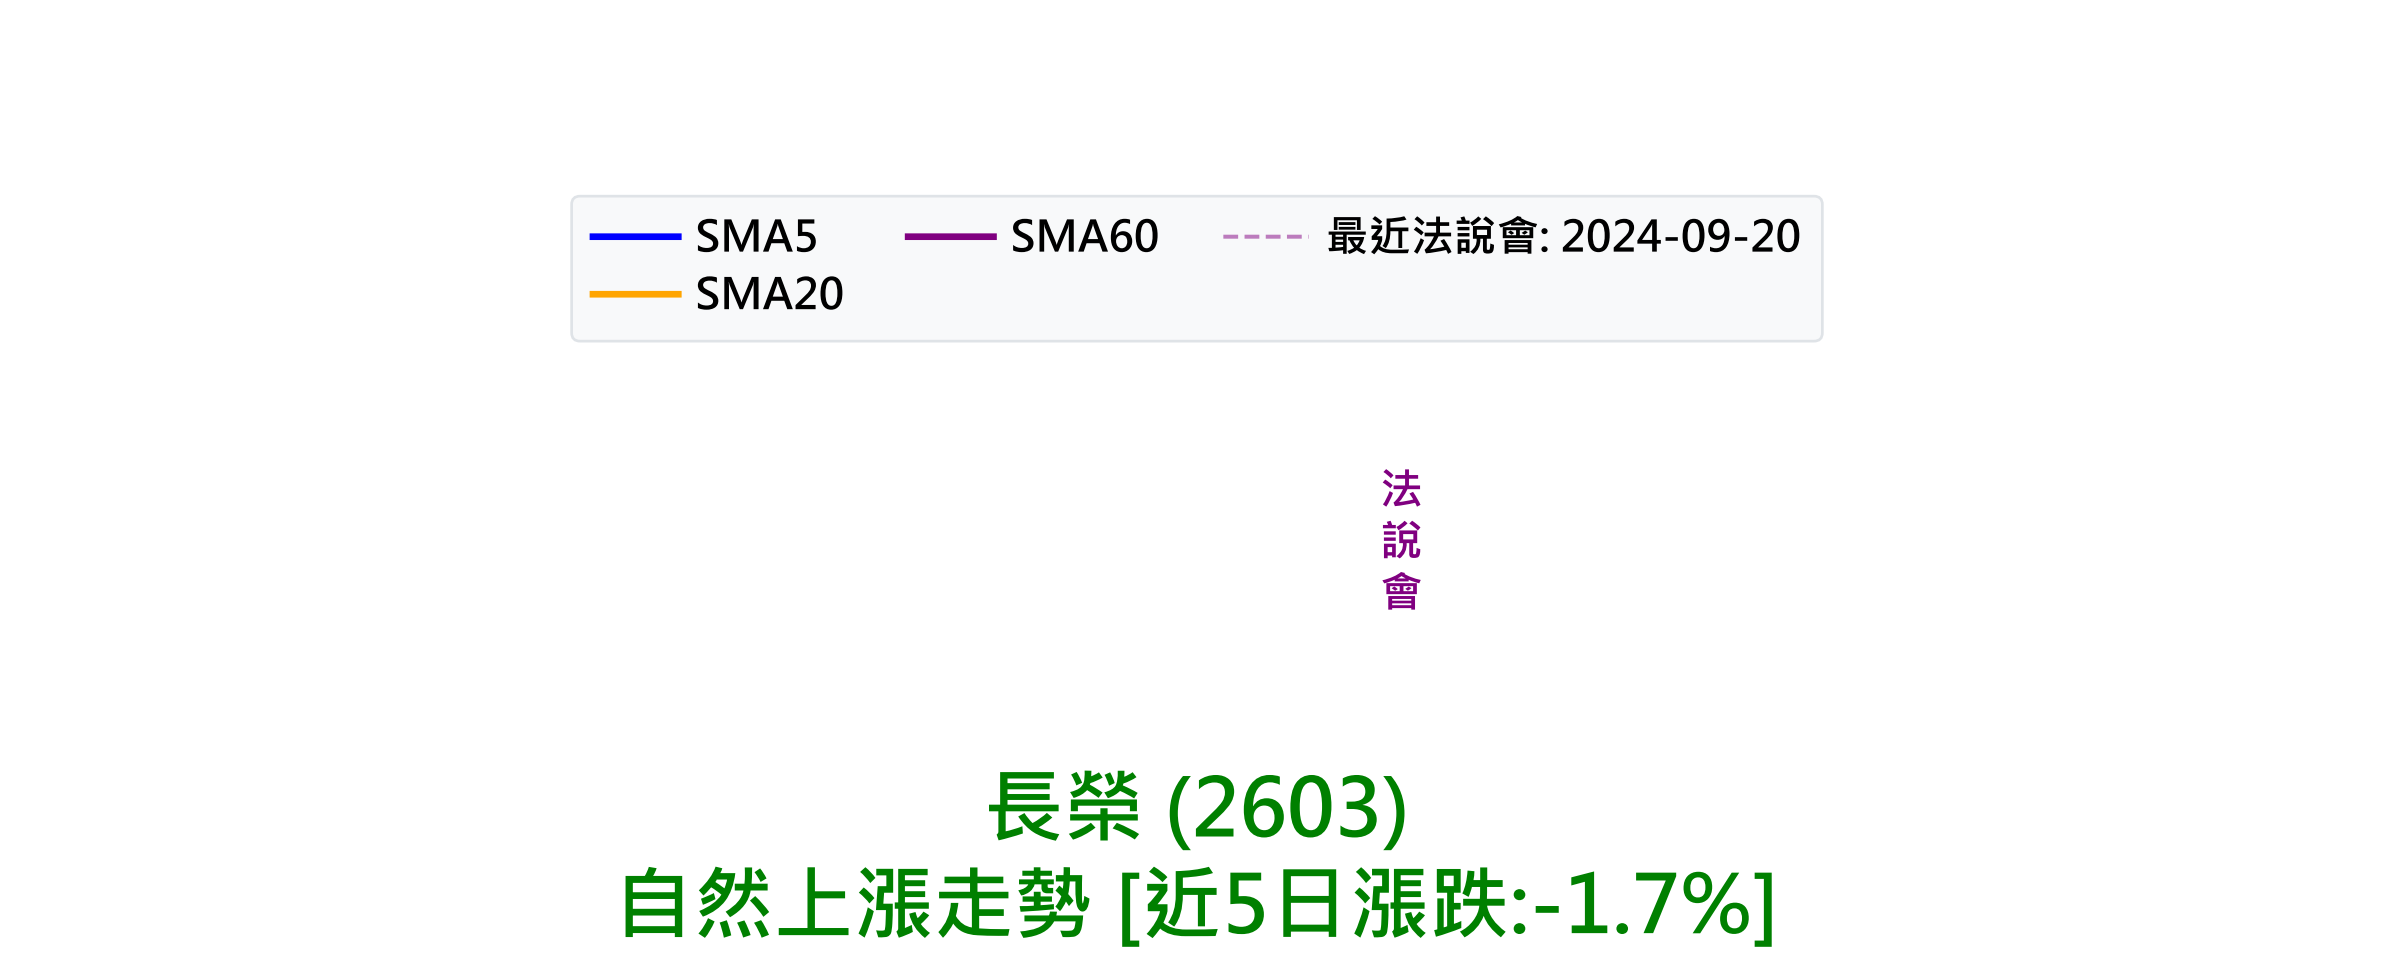 SMA5
SMA20
SMA60
最近法說會: 2024-09-20
法
說
會
長榮 (2603)
自然上漲走勢 [近5日漲跌:-1.7%]